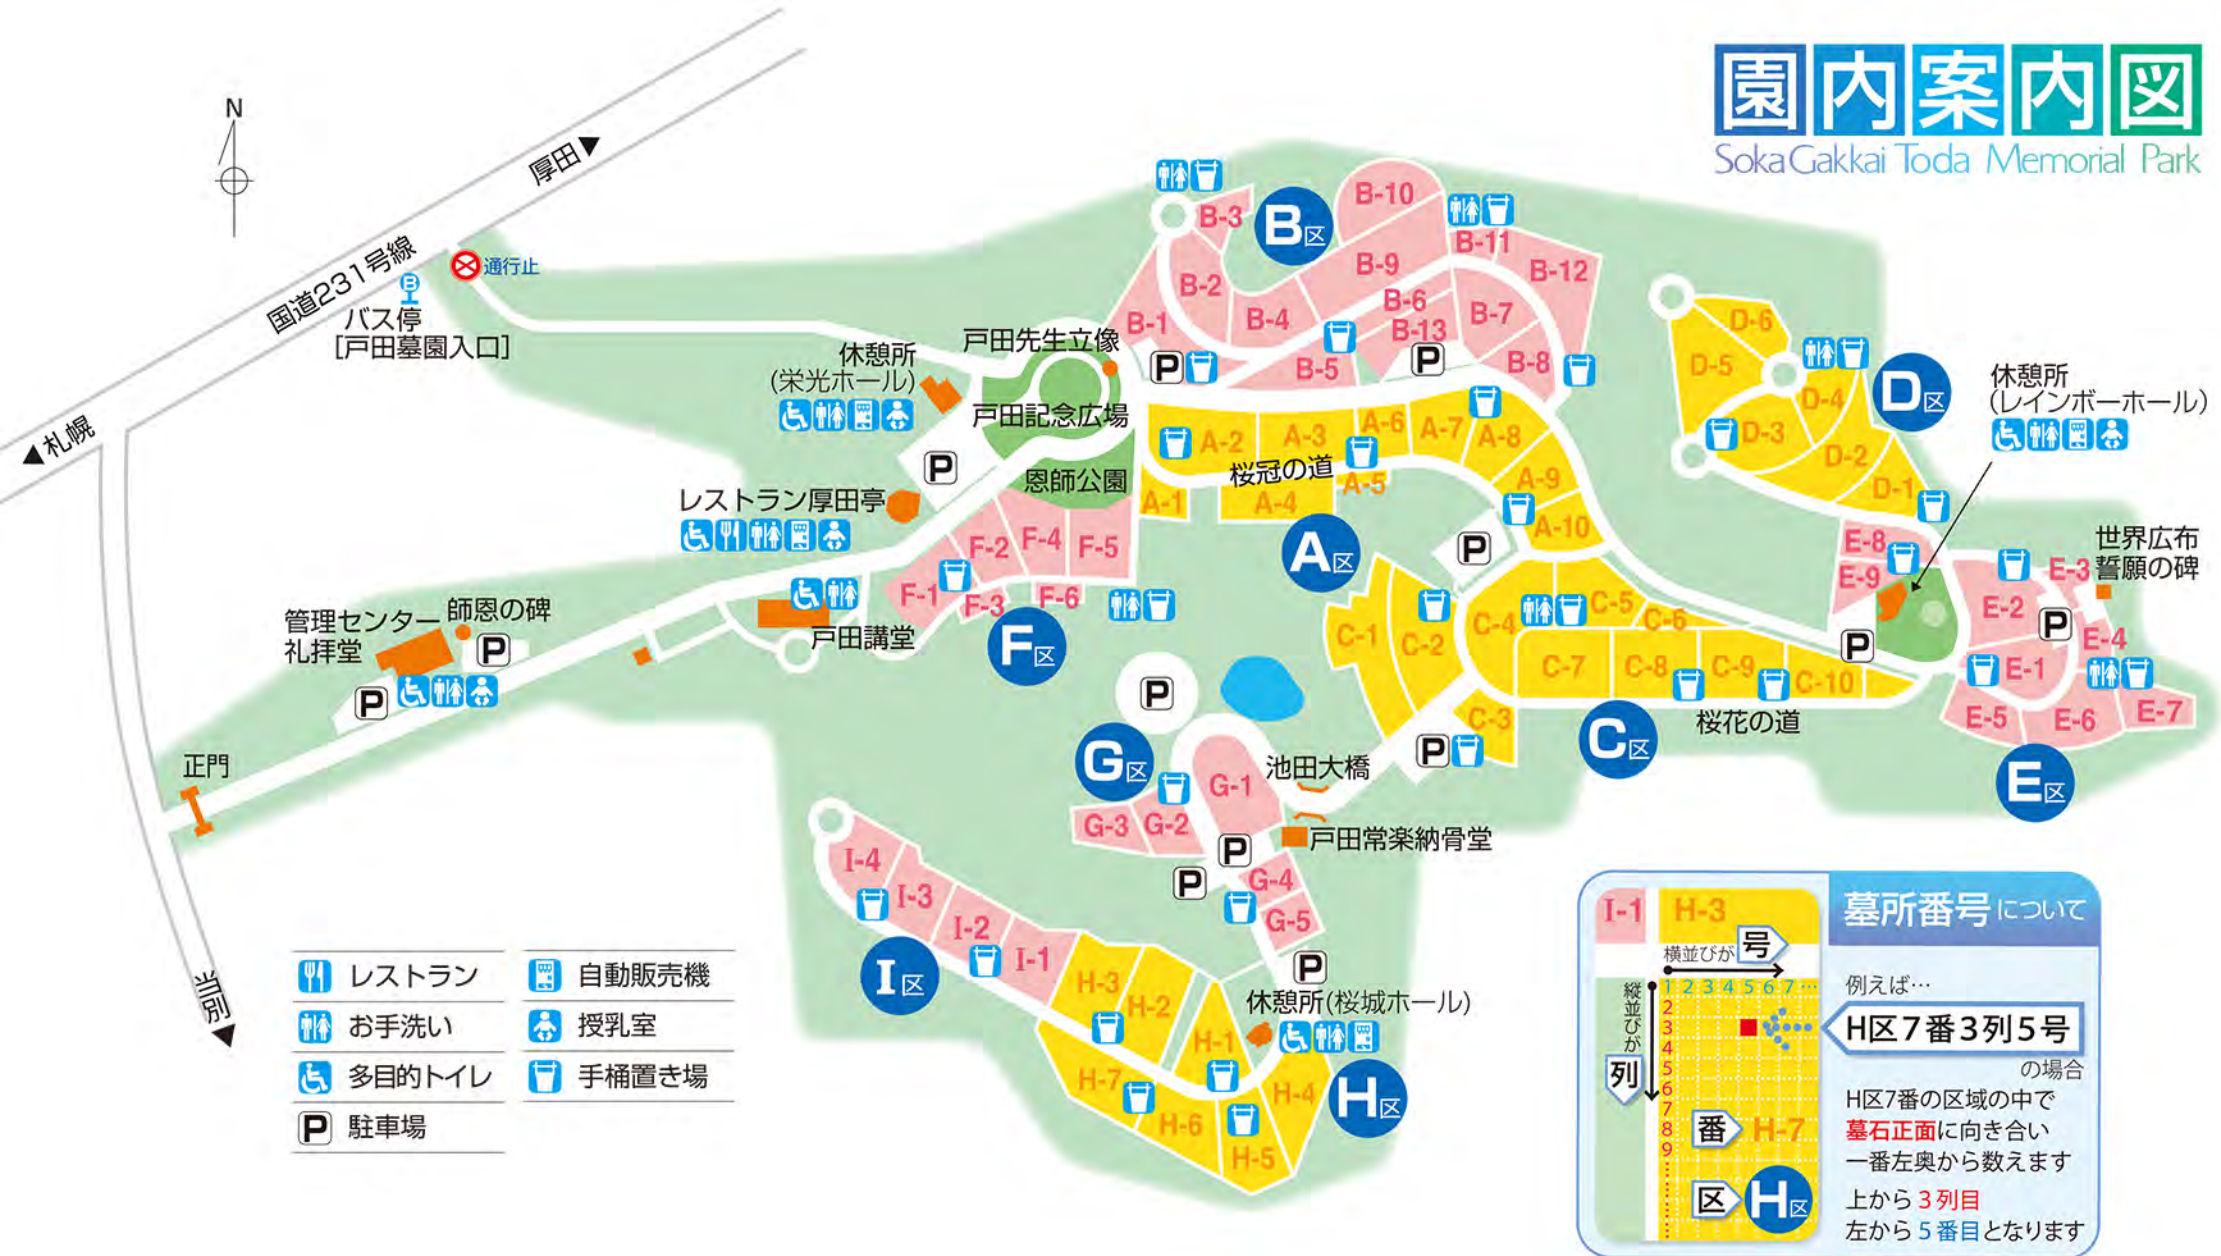 園内案内図
Soka Gakkai Toda Memorial Park
N
厚田▶
国道231号線
◀札幌
当別▶
通行止
B
バス停
[戸田墓園入口]
戸田先生立像
休憩所
(栄光ホール)
戸田記念広場
P
恩師公園
レストラン厚田亭
戸田講堂
管理センター
礼拝堂
師恩の碑
P
P
正門
B区
B-1
B-2
B-3
B-4
B-5
B-6
B-7
B-8
B-9
B-10
B-11
B-12
B-13
P
P
A区
A-1
A-2
A-3
A-4
A-5
A-6
A-7
A-8
A-9
A-10
桜冠の道
P
D区
D-1
D-2
D-3
D-4
D-5
D-6
休憩所
(レインボーホール)
世界広布
誓願の碑
E区
E-1
E-2
E-3
E-4
E-5
E-6
E-7
E-8
E-9
P
P
C区
C-1
C-2
C-3
C-4
C-5
C-6
C-7
C-8
C-9
C-10
桜花の道
P
F区
F-1
F-2
F-3
F-4
F-5
F-6
P
G区
G-1
G-2
G-3
G-4
G-5
池田大橋
戸田常楽納骨堂
P
P
P
休憩所(桜城ホール)
H区
H-1
H-2
H-3
H-4
H-5
H-6
H-7
I区
I-1
I-2
I-3
I-4
レストラン
お手洗い
多目的トイレ
P 駐車場
自動販売機
授乳室
手桶置き場
墓所番号について
I-1
H-3
横並びが 号
縦並びが 列
1 2 3 4 5 6 7 …
2
3
4
5
6
7
8
9
番 H-7
区 H区
例えば…
H区7番3列5号
の場合
H区7番の区域の中で
墓石正面に向き合い
一番左奥から数えます
上から3列目
左から5番目となります